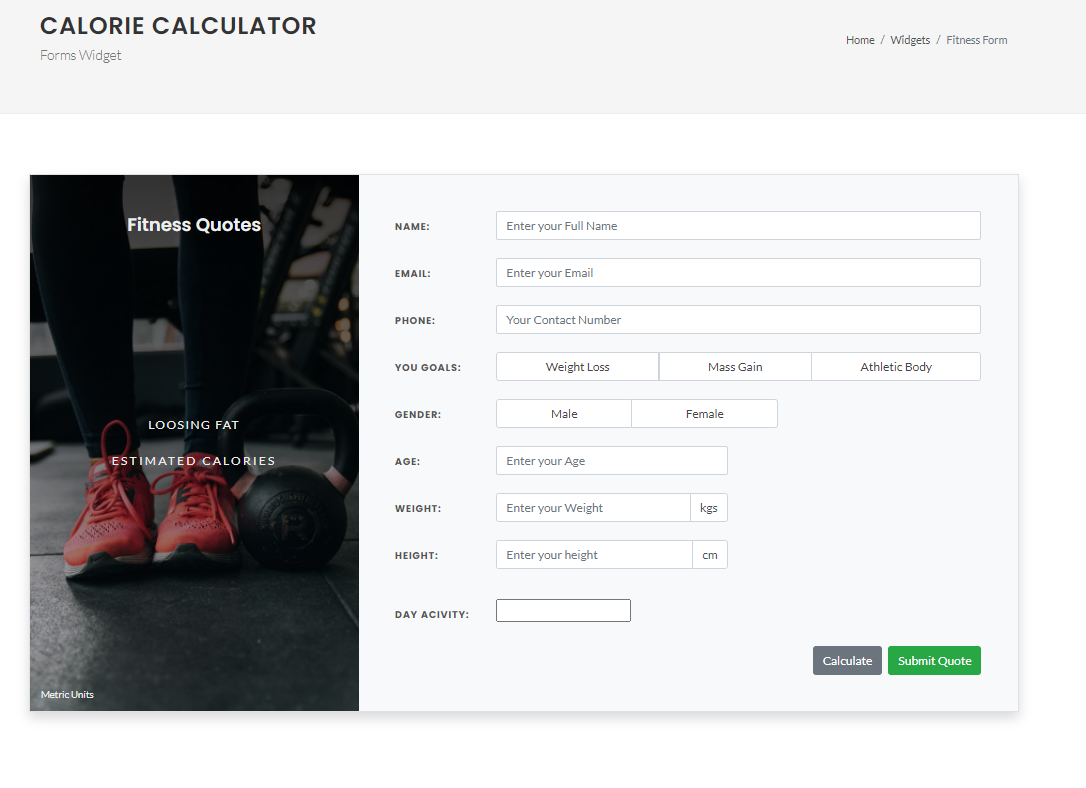 CALORIE CALCULATOR
Forms Widget
Home / Widgets / Fitness Form
Fitness Quotes
LOOSING FAT
ESTIMATED CALORIES
Metric Units
NAME: Enter your Full Name
EMAIL: Enter your Email
PHONE: Your Contact Number
YOU GOALS: Weight Loss Mass Gain Athletic Body
GENDER: Male Female
AGE: Enter your Age
WEIGHT: Enter your Weight kgs
HEIGHT: Enter your height cm
DAY ACIVITY:
Calculate Submit Quote